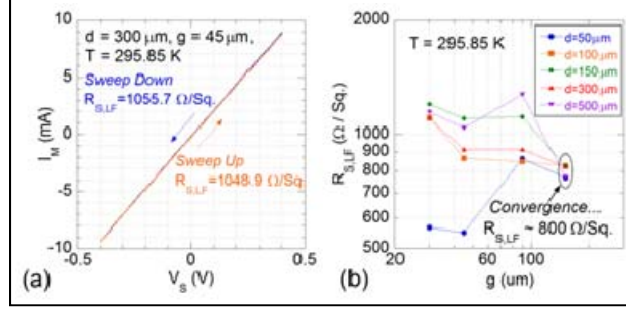 d = 300 μm, g = 45 μm,
T = 295.85 K
Sweep Down
R_S,LF=1055.7 Ω/Sq.
Sweep Up
R_S,LF=1048.9 Ω/Sq
10
5
0
-5
-10
I_M (mA)
-0.5
0
0.5
V_S (V)
(a)
T = 295.85 K
d=50μm
d=100μm
d=150μm
d=300μm
d=500μm
2000
1000
900
800
700
600
500
R_S,LF (Ω / Sq.)
Convergence...
R_S,LF ≈ 800 Ω/Sq.
20
60
100
g (um)
(b)